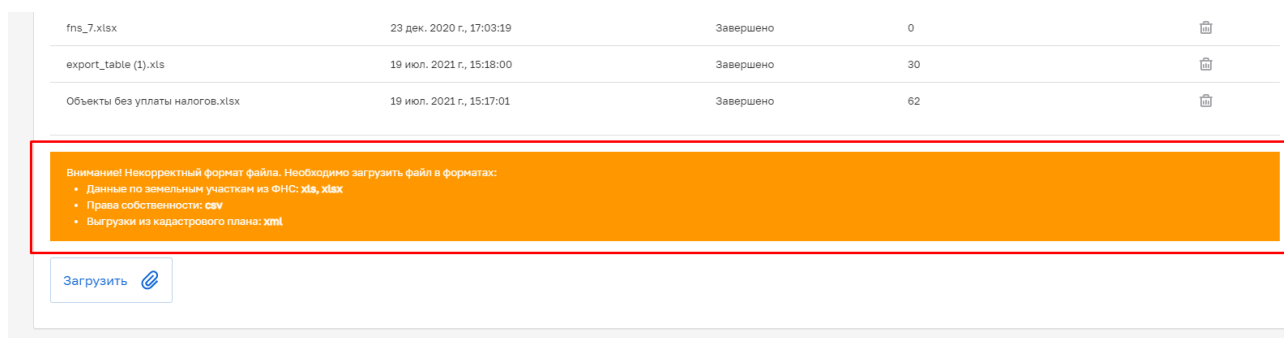 fns_7.xlsx 23 дек. 2020 г., 17:03:19 Завершено 0
export_table (1).xls 19 июл. 2021 г., 15:18:00 Завершено 30
Объекты без уплаты налогов.xlsx 19 июл. 2021 г., 15:17:01 Завершено 62
Внимание! Некорректный формат файла. Необходимо загрузить файл в форматах:
• Данные по земельным участкам из ФНС: xls, xlsx
• Права собственности: csv
• Выгрузки из кадастрового плана: xml
Загрузить